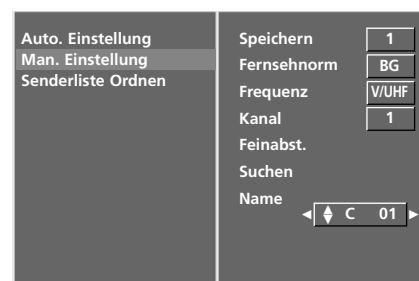 Auto. Einstellung
Man. Einstellung
Senderliste Ordnen
Speichern 1
Fernsehnorm BG
Frequenz V/UHF
Kanal 1
Feinabst.
Suchen
Name
C 01